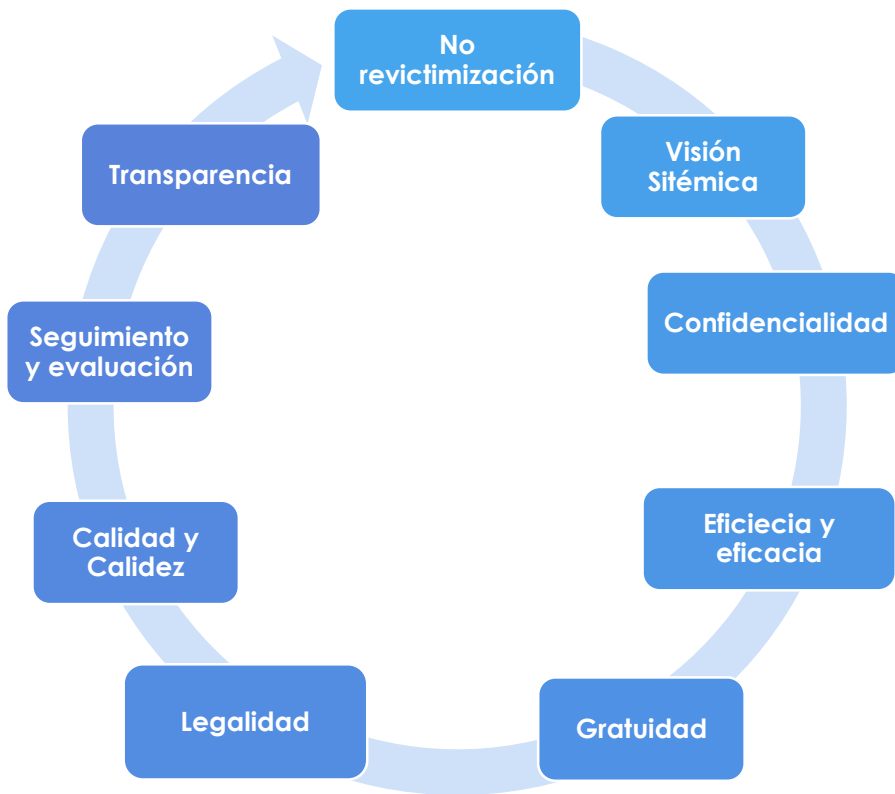 No
revictimización
Visión
Sitémica
Confidencialidad
Eficiecia y
eficacia
Gratuidad
Legalidad
Calidad y
Calidez
Seguimiento
y evaluación
Transparencia